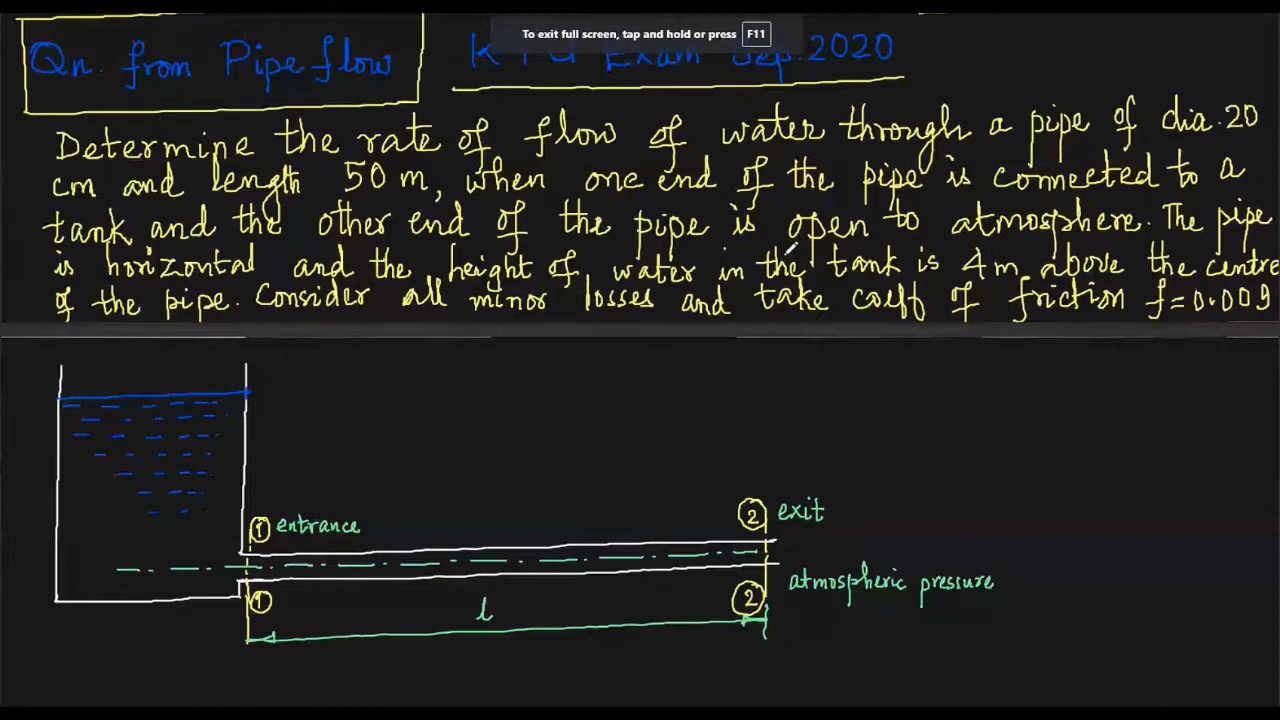 To exit full screen, tap and hold or press F11
Qn. from Pipe flow
Exam Sep. 2020
Determine the rate of flow of water through a pipe of dia. 20
cm and length 50 m, when one end of the pipe is connected to a
tank and the other end of the pipe is open to atmosphere. The pipe
is horizontal and the height of water in the tank is 4m above the centre
of the pipe. Consider all minor losses and take coeff of friction f=0.009
1 entrance
2 exit
atmospheric pressure
1
2
l